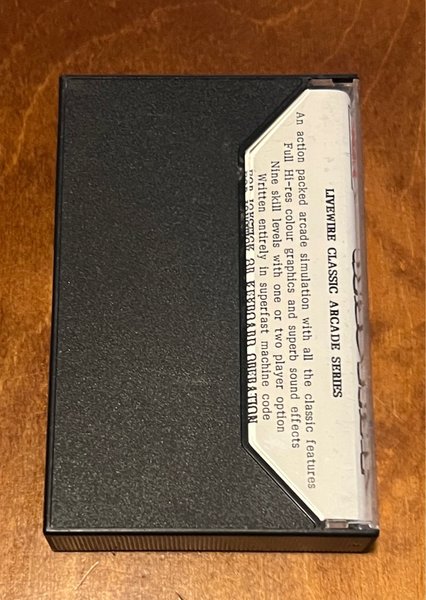 LIVEWIRE CLASSIC ARCADE SERIES
An action packed arcade simulation with all the classic features
Full Hi-res colour graphics and superb sound effects
Nine skill levels with one or two player option
Written entirely in superfast machine code
FOR JOYSTICK OR KEYBOARD OPERATION